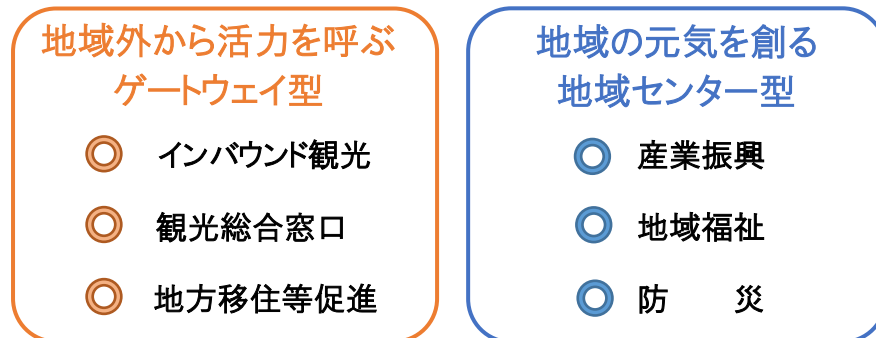 地域外から活力を呼ぶ
ゲートウェイ型
インバウンド観光
観光総合窓口
地方移住等促進
地域の元気を創る
地域センター型
産業振興
地域福祉
防　　災